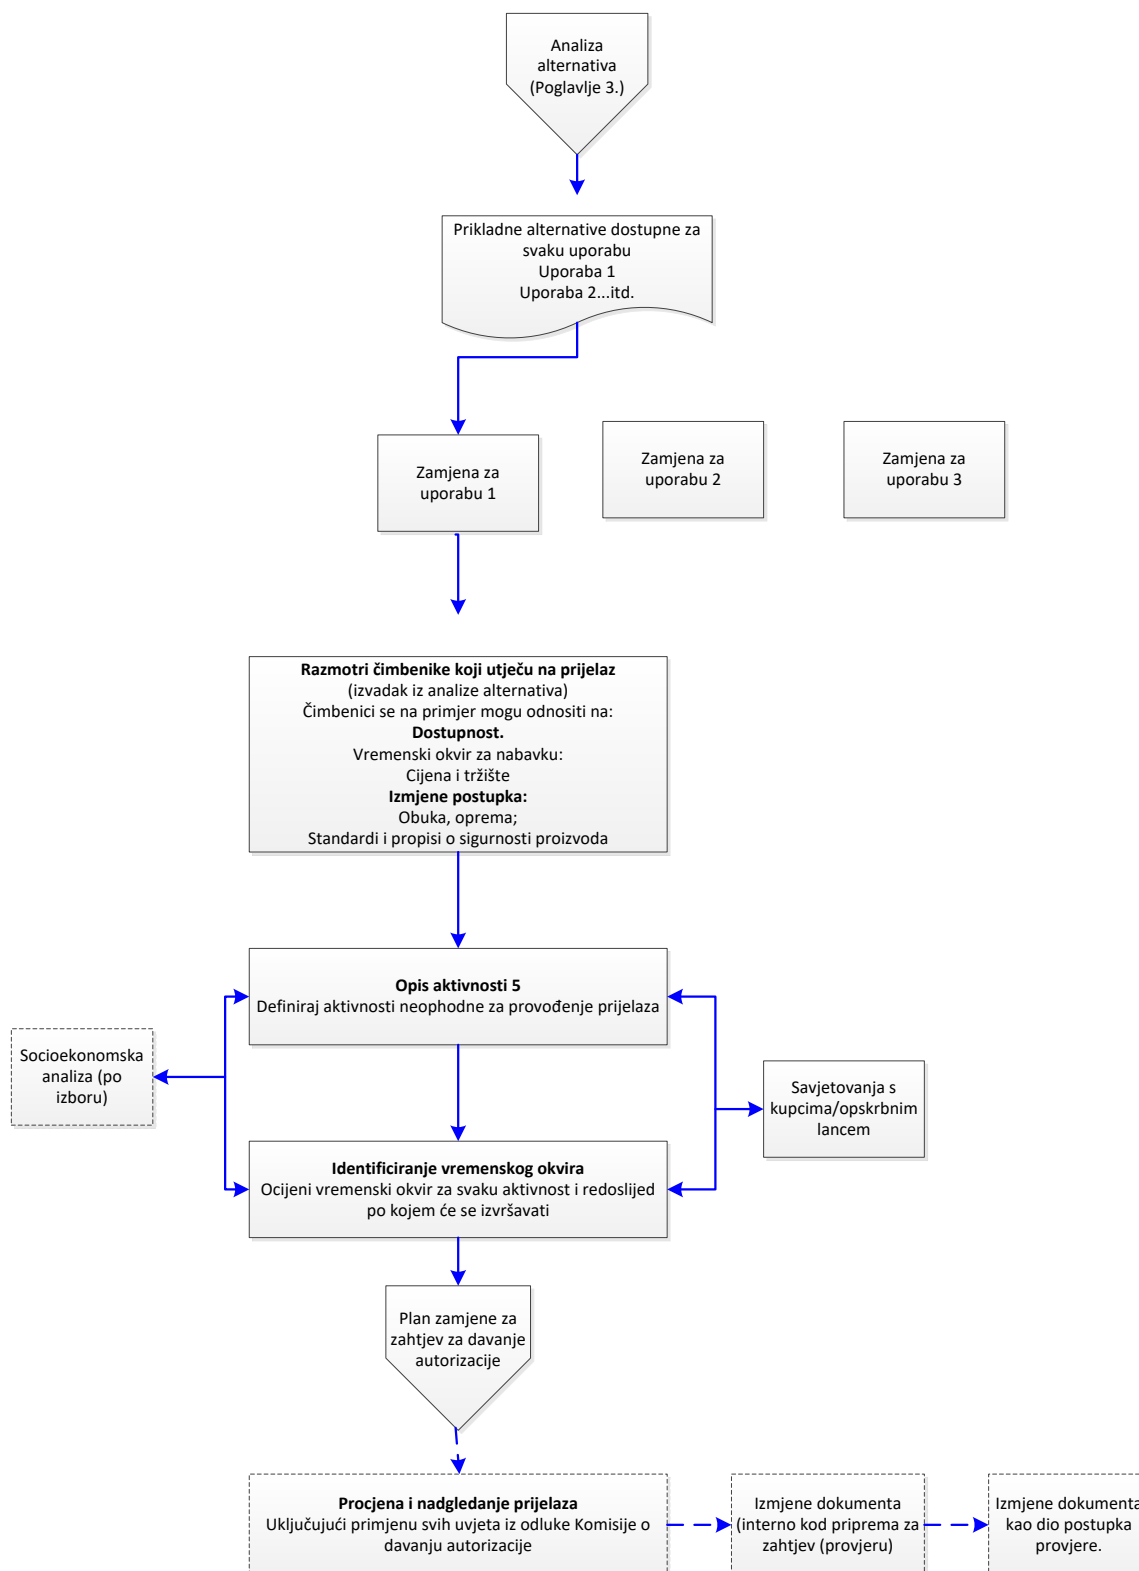 Analiza
alternativa
(Poglavlje 3.)
Prikladne alternative dostupne za
svaku uporabu
Uporaba 1
Uporaba 2...itd.
Zamjena za
uporabu 1
Zamjena za
uporabu 2
Zamjena za
uporabu 3
Razmotri čimbenike koji utječu na prijelaz
(izvadak iz analize alternativa)
Čimbenici se na primjer mogu odnositi na:
Dostupnost.
Vremenski okvir za nabavku:
Cijena i tržište
Izmjene postupka:
Obuka, oprema;
Standardi i propisi o sigurnosti proizvoda
Opis aktivnosti 5
Definiraj aktivnosti neophodne za provođenje prijelaza
Socioekonomska
analiza (po
izboru)
Savjetovanja s
kupcima/opskrbnim
lancem
Identificiranje vremenskog okvira
Ocijeni vremenski okvir za svaku aktivnost i redoslijed
po kojem će se izvršavati
Plan zamjene za
zahtjev za davanje
autorizacije
Procjena i nadgledanje prijelaza
Uključujući primjenu svih uvjeta iz odluke Komisije o
davanju autorizacije
Izmjene dokumenta
(interno kod priprema za
zahtjev (provjeru)
Izmjene dokumenta
kao dio postupka
provjere.